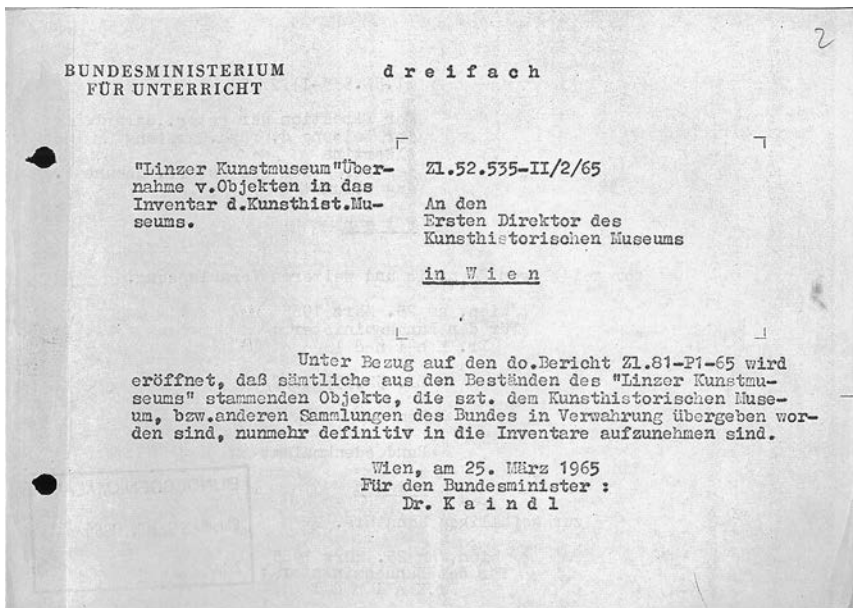 2
BUNDESMINISTERIUM
FÜR UNTERRICHT
dreifach
"Linzer Kunstmuseum"Über-
nahme v.Objekten in das
Inventar d.Kunsthist.Mu-
seums.
Zl.52.535-II/2/65
An den
Ersten Direktor des
Kunsthistorischen Museums
in Wien
Unter Bezug auf den do.Bericht Zl.81-P1-65 wird
eröffnet, daß sämtliche aus den Beständen des "Linzer Kunstmu-
seums" stammenden Objekte, die szt. dem Kunsthistorischen Muse-
um, bzw.anderen Sammlungen des Bundes in Verwahrung übergeben wor-
den sind, nunmehr definitiv in die Inventare aufzunehmen sind.
Wien, am 25. März 1965
Für den Bundesminister :
Dr. Kaindl